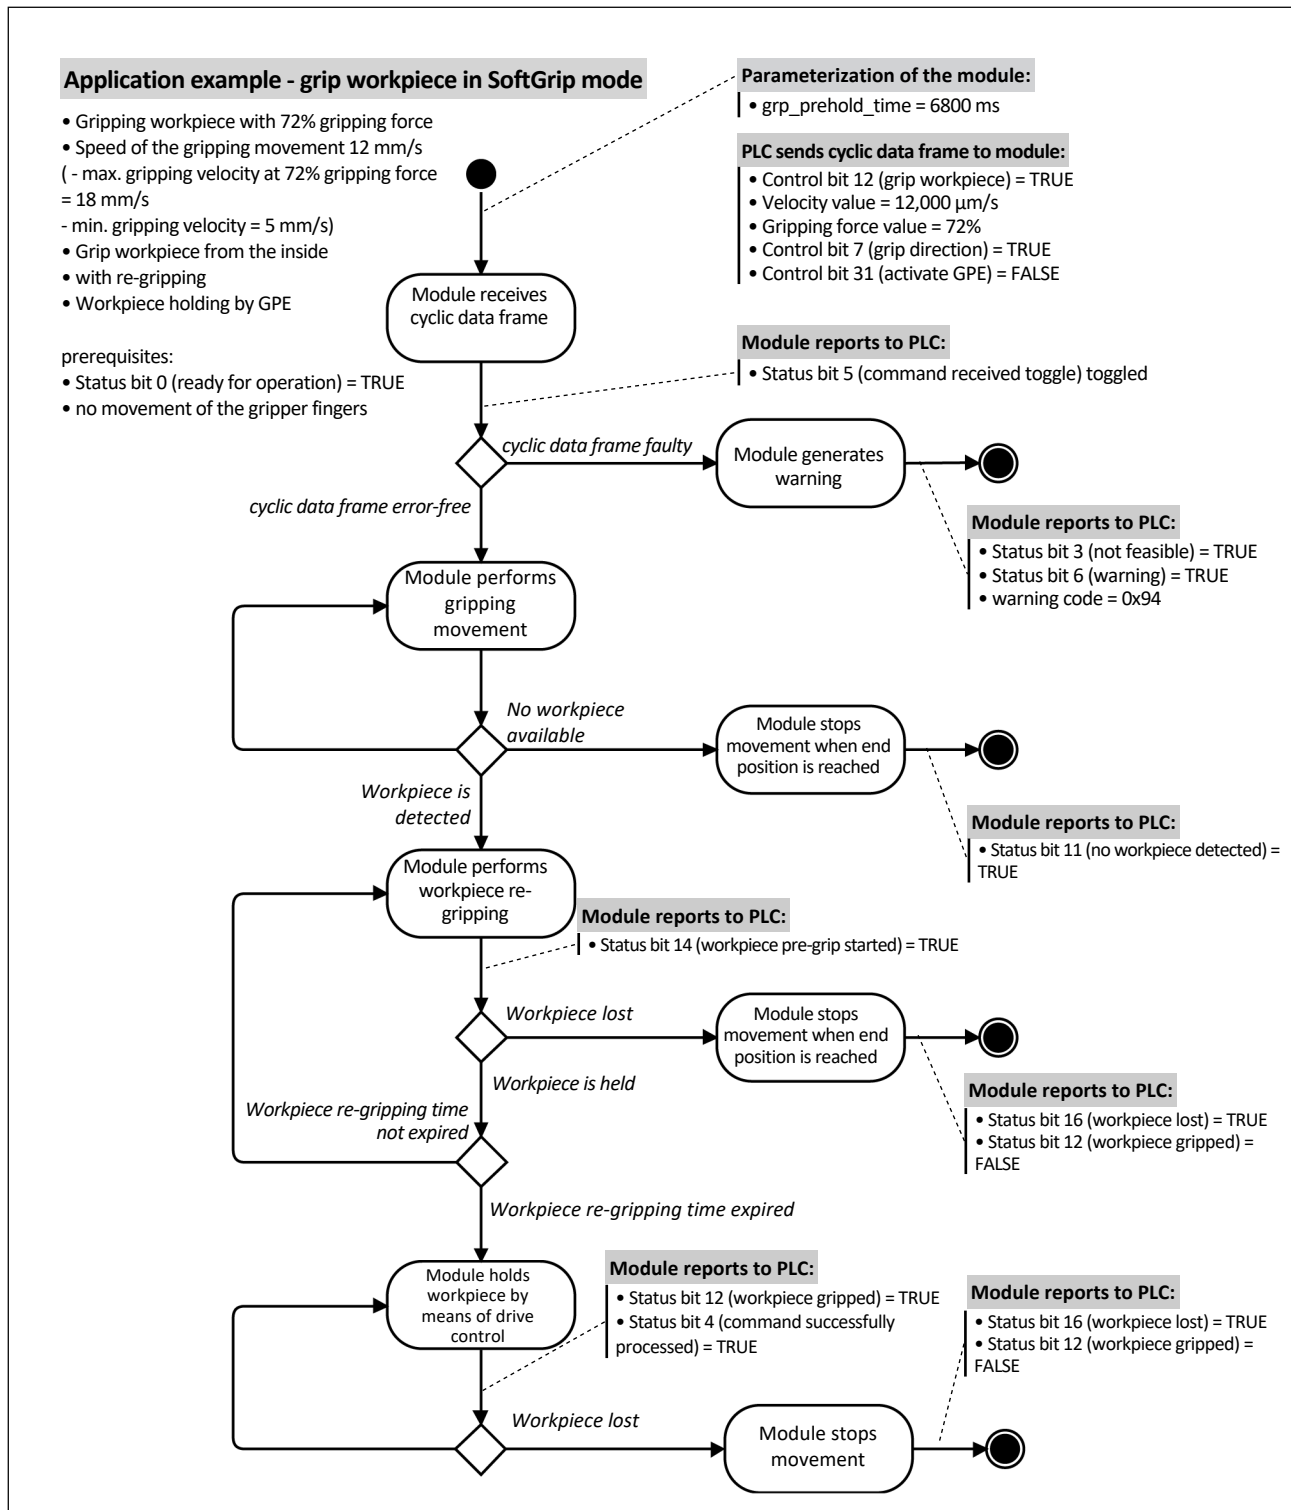 Application example - grip workpiece in SoftGrip mode
• Gripping workpiece with 72% gripping force
• Speed of the gripping movement 12 mm/s
( - max. gripping velocity at 72% gripping force
= 18 mm/s
- min. gripping velocity = 5 mm/s)
• Grip workpiece from the inside
• with re-gripping
• Workpiece holding by GPE
prerequisites:
• Status bit 0 (ready for operation) = TRUE
• no movement of the gripper fingers
Parameterization of the module:
• grp_prehold_time = 6800 ms
PLC sends cyclic data frame to module:
• Control bit 12 (grip workpiece) = TRUE
• Velocity value = 12,000 µm/s
• Gripping force value = 72%
• Control bit 7 (grip direction) = TRUE
• Control bit 31 (activate GPE) = FALSE
Module receives
cyclic data frame
Module reports to PLC:
• Status bit 5 (command received toggle) toggled
cyclic data frame faulty
Module generates
warning
cyclic data frame error-free
Module reports to PLC:
• Status bit 3 (not feasible) = TRUE
• Status bit 6 (warning) = TRUE
• warning code = 0x94
Module performs
gripping
movement
No workpiece
available
Module stops
movement when end
position is reached
Workpiece is
detected
Module reports to PLC:
• Status bit 11 (no workpiece detected) =
TRUE
Module performs
workpiece re-
gripping
Module reports to PLC:
• Status bit 14 (workpiece pre-grip started) = TRUE
Workpiece lost
Module stops
movement when end
position is reached
Workpiece is held
Module reports to PLC:
• Status bit 16 (workpiece lost) = TRUE
• Status bit 12 (workpiece gripped) =
FALSE
Workpiece re-gripping time
not expired
Workpiece re-gripping time expired
Module holds
workpiece by
means of drive
control
Module reports to PLC:
• Status bit 12 (workpiece gripped) = TRUE
• Status bit 4 (command successfully
processed) = TRUE
Module reports to PLC:
• Status bit 16 (workpiece lost) = TRUE
• Status bit 12 (workpiece gripped) =
FALSE
Workpiece lost
Module stops
movement